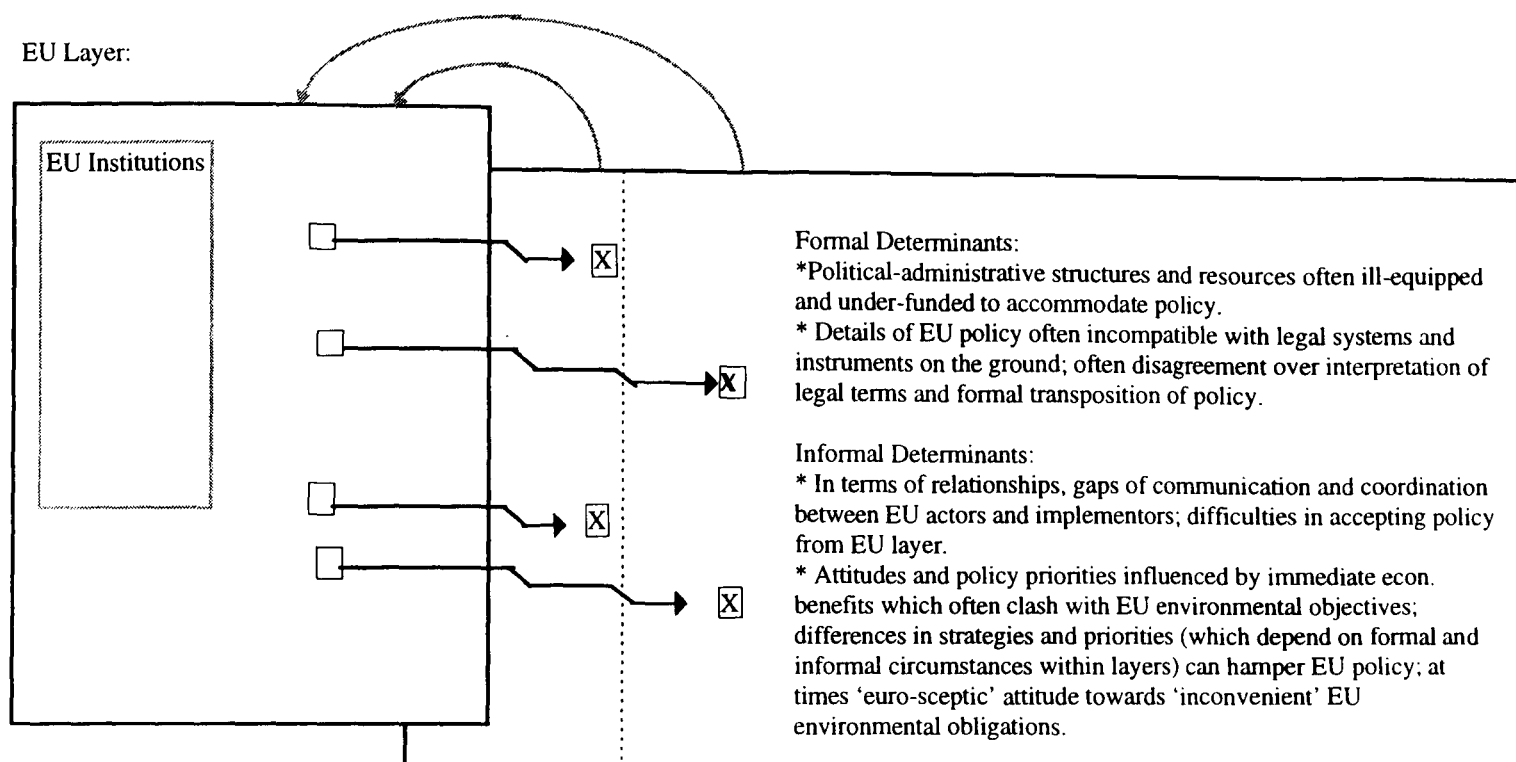 EU Layer:
EU Institutions
X
X
X
X
Formal Determinants:
*Political-administrative structures and resources often ill-equipped
and under-funded to accommodate policy.
* Details of EU policy often incompatible with legal systems and
instruments on the ground; often disagreement over interpretation of
legal terms and formal transposition of policy.
Informal Determinants:
* In terms of relationships, gaps of communication and coordination
between EU actors and implementors; difficulties in accepting policy
from EU layer.
* Attitudes and policy priorities influenced by immediate econ.
benefits which often clash with EU environmental objectives;
differences in strategies and priorities (which depend on formal and
informal circumstances within layers) can hamper EU policy; at
times ‘euro-sceptic’ attitude towards ‘inconvenient’ EU
environmental obligations.